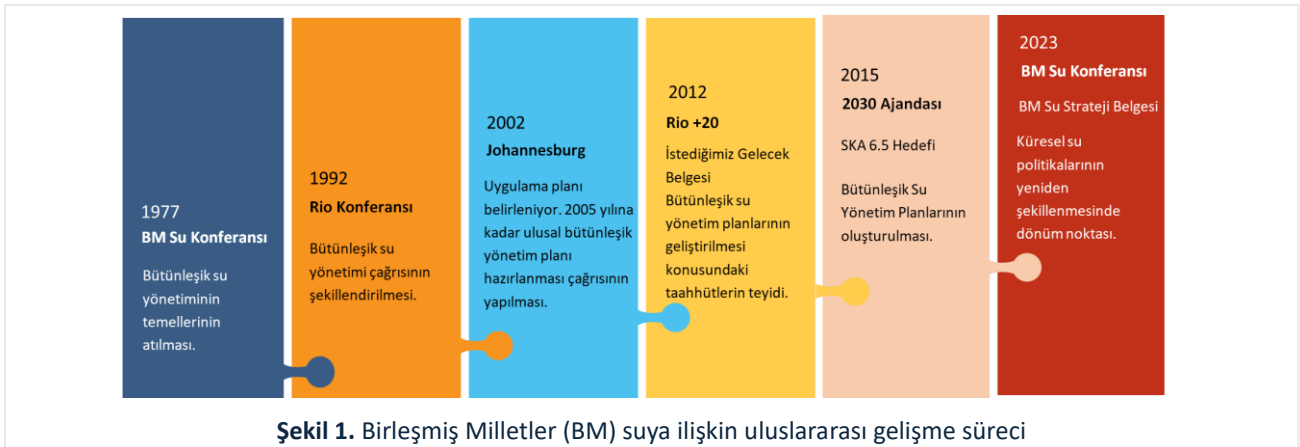 1977
BM Su Konferansı
Bütünleşik su
yönetiminin
temellerinin
atılması.
1992
Rio Konferansı
Bütünleşik su
yönetimi çağrısının
şekillendirilmesi.
2002
Johannesburg
Uygulama planı
belirleniyor. 2005 yılına
kadar ulusal bütünleşik
yönetim planı
hazırlanması çağrısının
yapılması.
2012
Rio +20
İstediğimiz Gelecek
Belgesi
Bütünleşik su
yönetim planlarının
geliştirilmesi
konusundaki
taahhütlerin teyidi.
2015
2030 Ajandası
SKA 6.5 Hedefi
Bütünleşik Su
Yönetim Planlarının
oluşturulması.
2023
BM Su Konferansı
BM Su Strateji Belgesi
Küresel su
politikalarının
yeniden
şekillenmesinde
dönüm noktası.
Şekil 1. Birleşmiş Milletler (BM) suya ilişkin uluslararası gelişme süreci